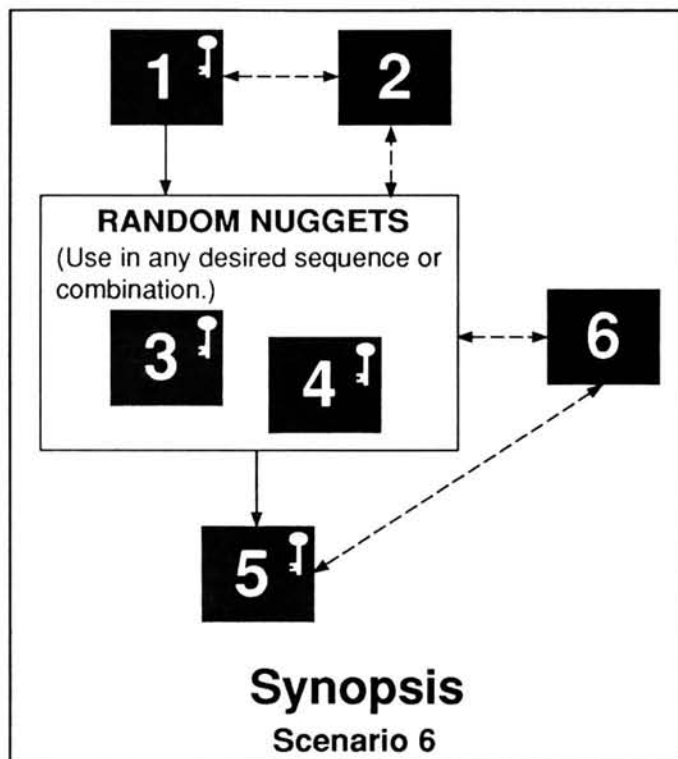 1
2
RANDOM NUGGETS
(Use in any desired sequence or
combination.)
3
4
6
5
Synopsis
Scenario 6